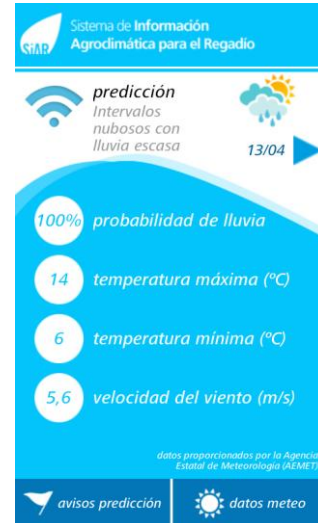 SiAR
Sistema de Información
Agroclimática para el Regadío
predicción
Intervalos
nubosos con
lluvia escasa
13/04
100% probabilidad de lluvia
14 temperatura máxima (ºC)
6 temperatura mínima (ºC)
5,6 velocidad del viento (m/s)
datos proporcionados por la Agencia
Estatal de Meteorología (AEMET)
avisos predicción
datos meteo